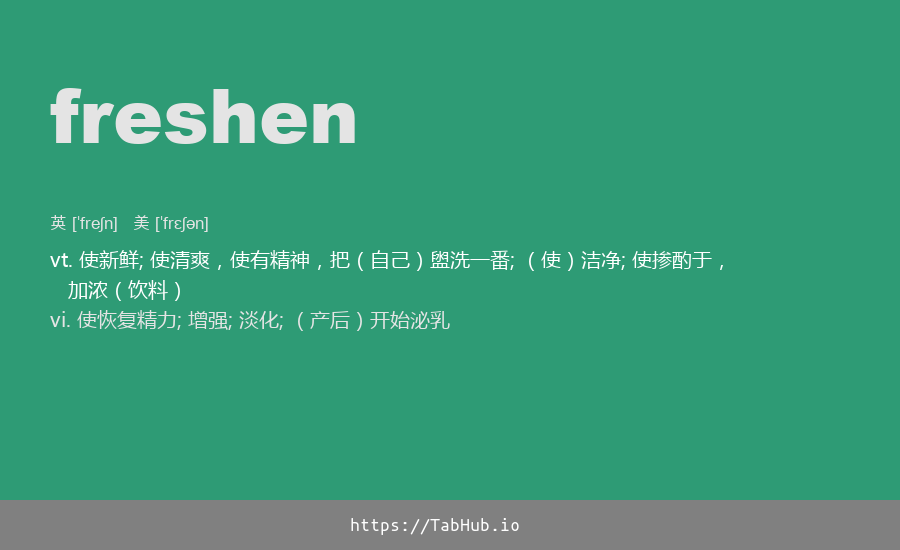 freshen
英 ['freʃn] 美 ['frɛʃən]
vt. 使新鲜; 使清爽，使有精神，把（自己）盥洗一番; （使）洁净; 使掺酌于，
加浓（饮料）
vi. 使恢复精力; 增强; 淡化; （产后）开始泌乳
https://TabHub.io